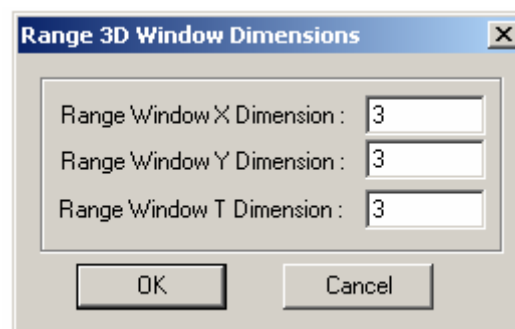 Range 3D Window Dimensions
Range Window X Dimension : 3
Range Window Y Dimension : 3
Range Window T Dimension : 3
OK Cancel